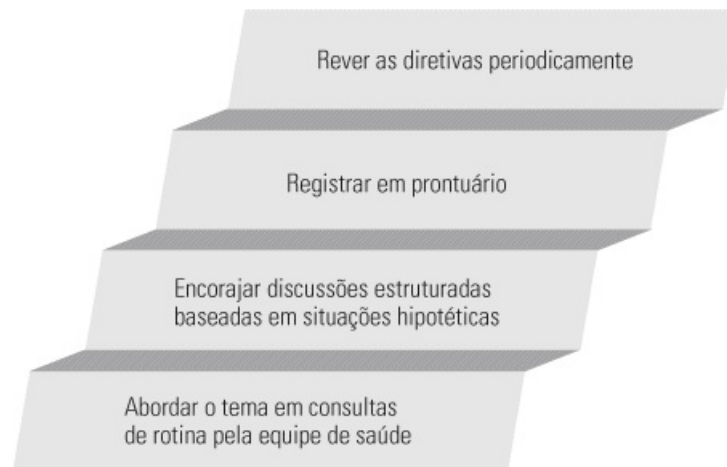 Rever as diretivas periodicamente
Registrar em prontuário
Encorajar discussões estruturadas
baseadas em situações hipotéticas
Abordar o tema em consultas
de rotina pela equipe de saúde